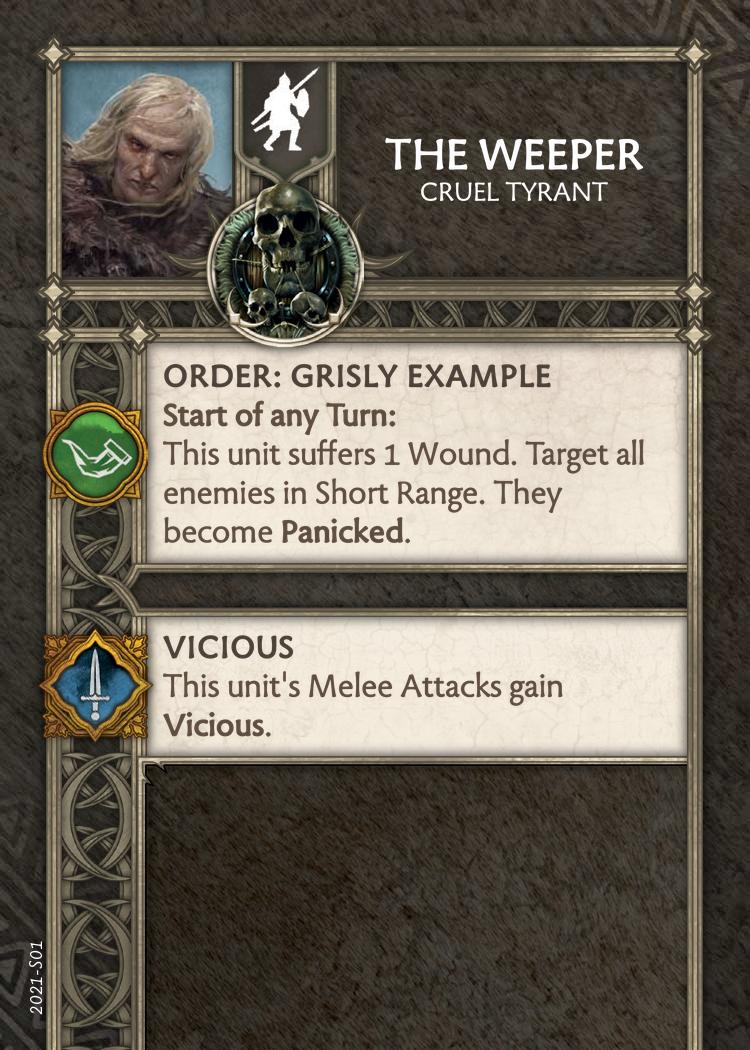 THE WEEPER
CRUEL TYRANT
ORDER: GRISLY EXAMPLE
Start of any Turn:
This unit suffers 1 Wound. Target all
enemies in Short Range. They
become Panicked.
VICIOUS
This unit's Melee Attacks gain
Vicious.
2021-S01